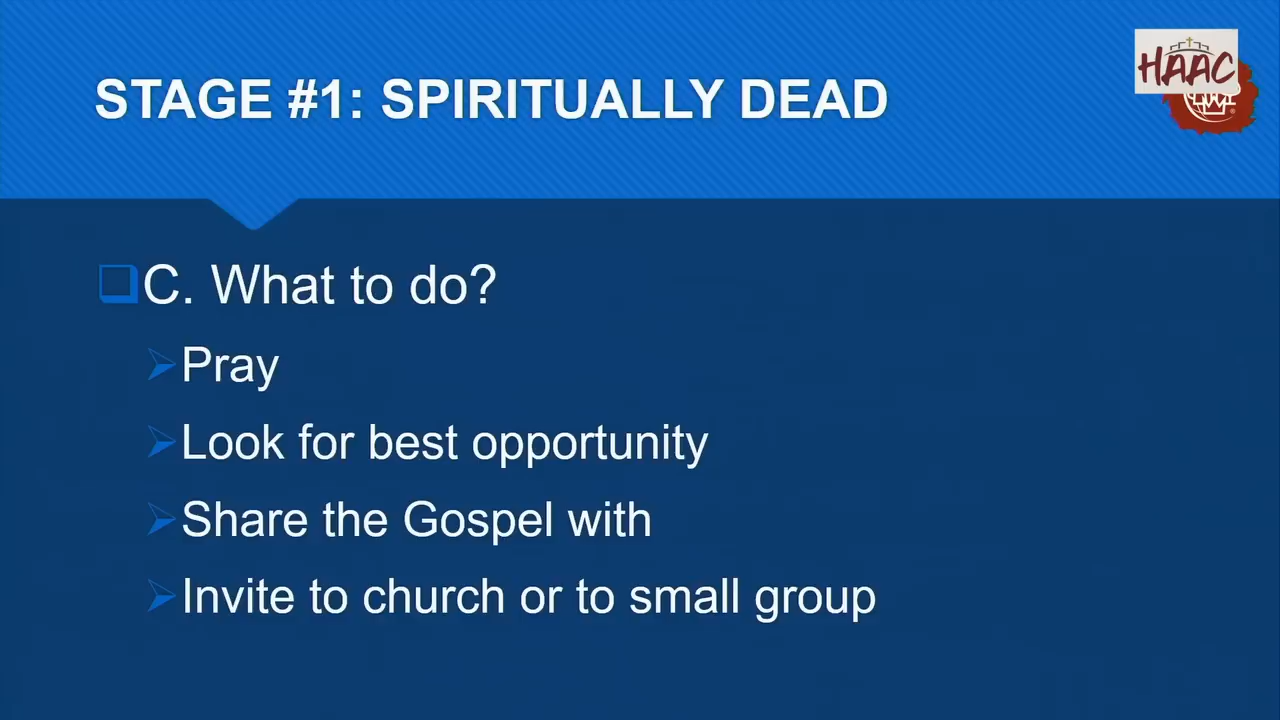 HAAC
STAGE #1: SPIRITUALLY DEAD
C. What to do?
Pray
Look for best opportunity
Share the Gospel with
Invite to church or to small group